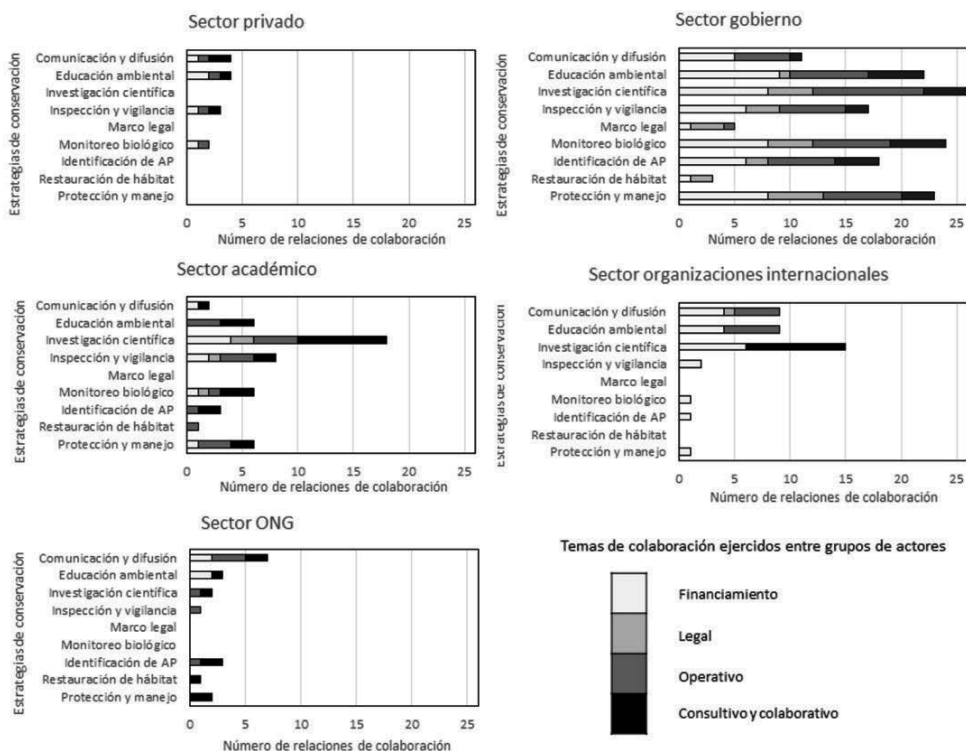 Sector privado
Estrategias de conservación
Comunicación y difusión
Educación ambiental
Investigación científica
Inspección y vigilancia
Marco legal
Monitoreo biológico
Identificación de AP
Restauración de hábitat
Protección y manejo
0 5 10 15 20 25
Número de relaciones de colaboración
Sector gobierno
Estrategias de conservación
Comunicación y difusión
Educación ambiental
Investigación científica
Inspección y vigilancia
Marco legal
Monitoreo biológico
Identificación de AP
Restauración de hábitat
Protección y manejo
0 5 10 15 20 25
Número de relaciones de colaboración
Sector académico
Estrategias de conservación
Comunicación y difusión
Educación ambiental
Investigación científica
Inspección y vigilancia
Marco legal
Monitoreo biológico
Identificación de AP
Restauración de hábitat
Protección y manejo
0 5 10 15 20 25
Número de relaciones de colaboración
Sector organizaciones internacionales
Estrategias de conservación
Comunicación y difusión
Educación ambiental
Investigación científica
Inspección y vigilancia
Marco legal
Monitoreo biológico
Identificación de AP
Restauración de hábitat
Protección y manejo
0 5 10 15 20 25
Número de relaciones de colaboración
Sector ONG
Estrategias de conservación
Comunicación y difusión
Educación ambiental
Investigación científica
Inspección y vigilancia
Marco legal
Monitoreo biológico
Identificación de AP
Restauración de hábitat
Protección y manejo
0 5 10 15 20 25
Número de relaciones de colaboración
Temas de colaboración ejercidos entre grupos de actores
Financiamiento
Legal
Operativo
Consultivo y colaborativo